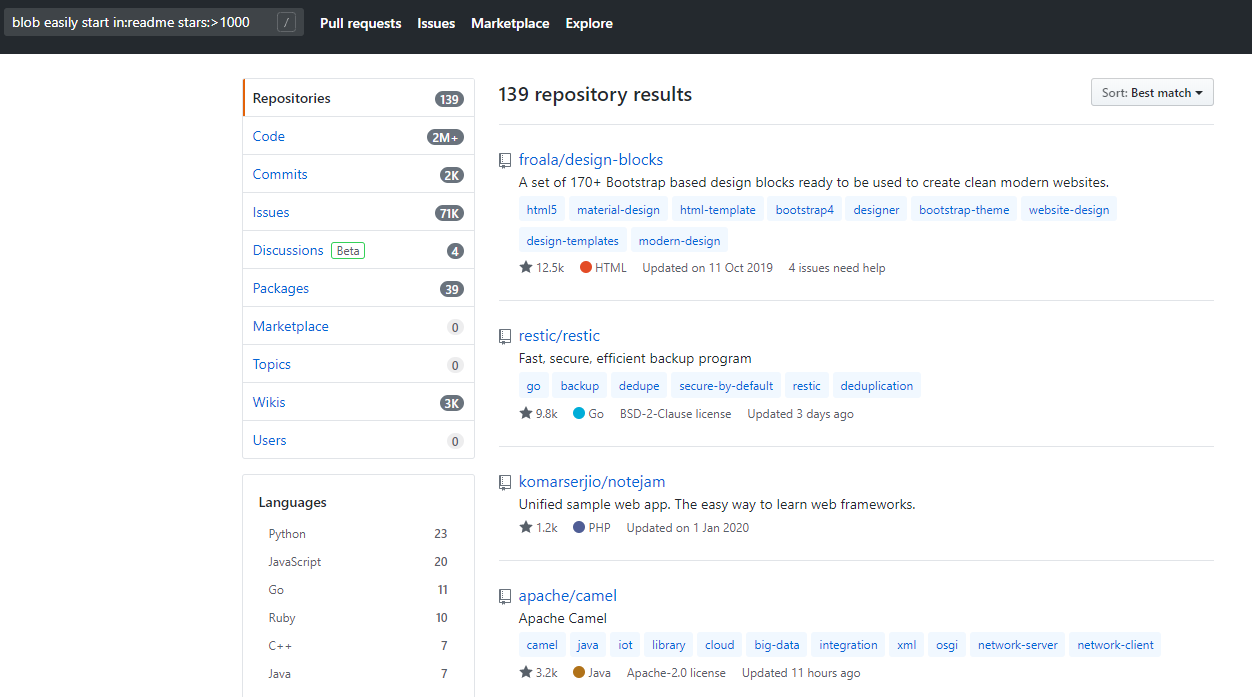 blob easily start in:readme stars:>1000 / Pull requests Issues Marketplace Explore
Repositories 139
Code 2M+
Commits 2K
Issues 71K
Discussions Beta 4
Packages 39
Marketplace 0
Topics 0
Wikis 3K
Users 0
Languages
Python 23
JavaScript 20
Go 11
Ruby 10
C++ 7
Java 7
139 repository results Sort: Best match
froala/design-blocks
A set of 170+ Bootstrap based design blocks ready to be used to create clean modern websites.
html5 material-design html-template bootstrap4 designer bootstrap-theme website-design
design-templates modern-design
12.5k HTML Updated on 11 Oct 2019 4 issues need help
restic/restic
Fast, secure, efficient backup program
go backup dedupe secure-by-default restic deduplication
9.8k Go BSD-2-Clause license Updated 3 days ago
komarserjio/notejam
Unified sample web app. The easy way to learn web frameworks.
1.2k PHP Updated on 1 Jan 2020
apache/camel
Apache Camel
camel java iot library cloud big-data integration xml osgi network-server network-client
3.2k Java Apache-2.0 license Updated 11 hours ago